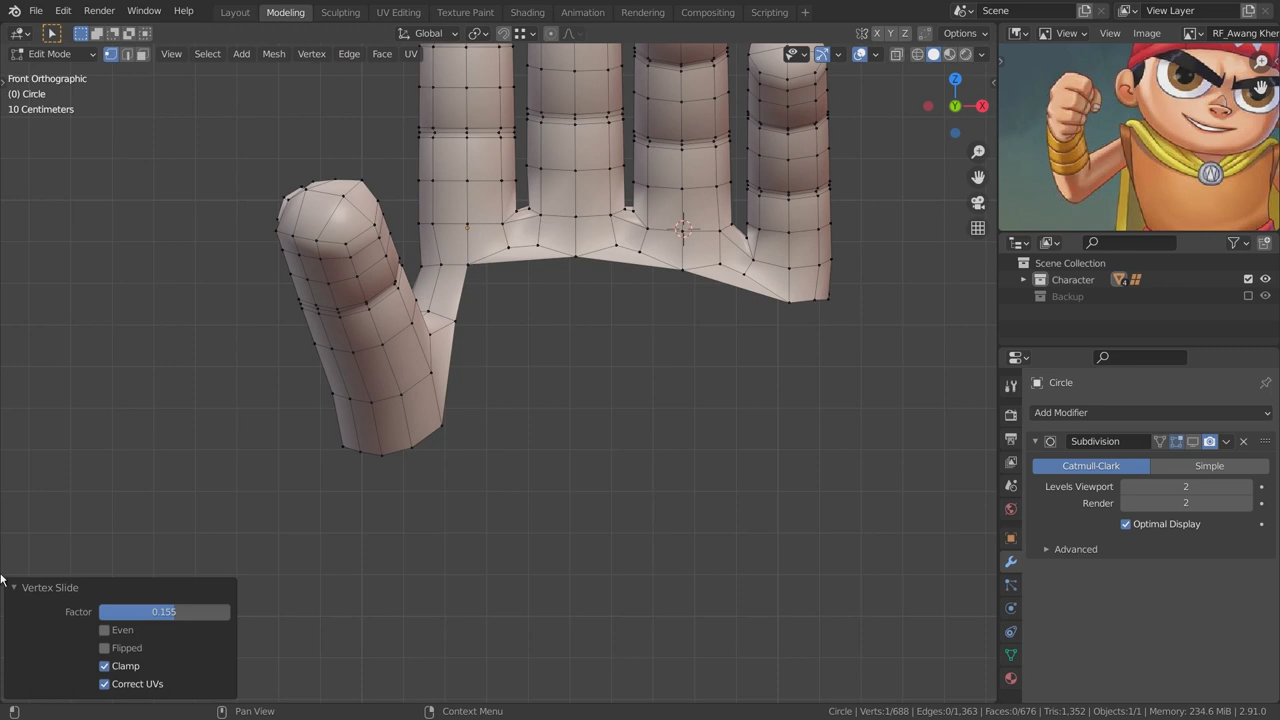 File Edit Render Window Help Layout Modeling Sculpting UV Editing Texture Paint Shading Animation Rendering Compositing Scripting + Scene View Layer
Global X Y Z Options View View Image RF_Awang Kher
Edit Mode View Select Add Mesh Vertex Edge Face UV
Front Orthographic
(0) Circle
10 Centimeters
Z
Y
X
Scene Collection
Character 4
Backup
Circle
Add Modifier
Subdivision
Catmull-Clark Simple
Levels Viewport 2
Render 2
Optimal Display
Advanced
Vertex Slide
Factor 0.155
Even
Flipped
Clamp
Correct UVs
Pan View Context Menu Circle | Verts:1/688 | Edges:0/1,363 | Faces:0/676 | Tris:1,352 | Objects:1/1 | Memory: 234.6 MiB | 2.91.0